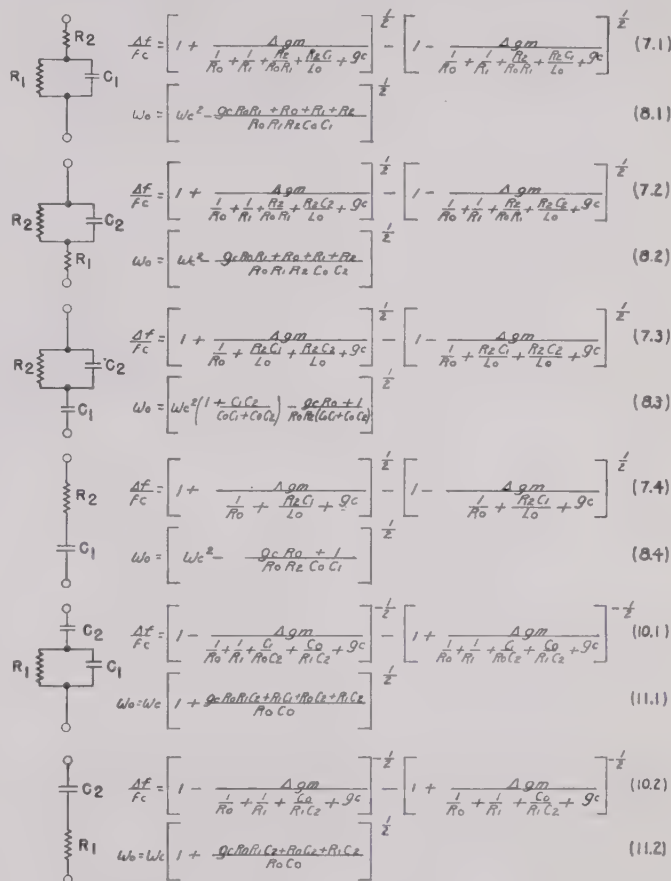 R2 R1 C1 Δf/Fc = [1 + Δgm / (1/R0 + 1/R1 + R2/R0R1 + R2C1/L0 + gc)]^1/2 − [1 − Δgm / (1/R0 + 1/R1 + R2/R0R1 + R2C1/L0 + gc)]^1/2 (7.1)
ω0 = [ωc² − (gcR0R1 + R0 + R1 + R2) / (R0R1R2C0C1)]^1/2 (8.1)
R2 C2 R1 Δf/Fc = [1 + Δgm / (1/R0 + 1/R1 + R2/R0R1 + R2C2/L0 + gc)]^1/2 − [1 − Δgm / (1/R0 + 1/R1 + R2/R0R1 + R2C2/L0 + gc)]^1/2 (7.2)
ω0 = [ωc² − (gcR0R1 + R0 + R1 + R2) / (R0R1R2C0C2)]^1/2 (8.2)
R2 C2 C1 Δf/Fc = [1 + Δgm / (1/R0 + R2C1/L0 + R2C2/L0 + gc)]^1/2 − [1 − Δgm / (1/R0 + R2C1/L0 + R2C2/L0 + gc)]^1/2 (7.3)
ω0 = [ωc²(1 + C1C2 / (C0C1 + C0C2)) − (gcR0 + 1) / (R0R2(C0C1 + C0C2))]^1/2 (8.3)
R2 C1 Δf/Fc = [1 + Δgm / (1/R0 + R2C1/L0 + gc)]^1/2 − [1 − Δgm / (1/R0 + R2C1/L0 + gc)]^1/2 (7.4)
ω0 = [ωc² − (gcR0 + 1) / (R0R2C0C1)]^1/2 (8.4)
C2 R1 C1 Δf/Fc = [1 − Δgm / (1/R0 + 1/R1 + C1/R0C2 + C0/R1C2 + gc)]^-1/2 − [1 + Δgm / (1/R0 + 1/R1 + C1/R0C2 + C0/R1C2 + gc)]^-1/2 (10.1)
ω0 = ωc [1 + (gcR0R1C2 + R1C1 + R0C2 + R1C2) / (R0C0)]^1/2 (11.1)
C2 R1 Δf/Fc = [1 − Δgm / (1/R0 + 1/R1 + C0/R1C2 + gc)]^-1/2 − [1 + Δgm / (1/R0 + 1/R1 + C0/R1C2 + gc)]^-1/2 (10.2)
ω0 = ωc [1 + (gcR0R1C2 + R0C2 + R1C2) / (R0C0)]^1/2 (11.2)